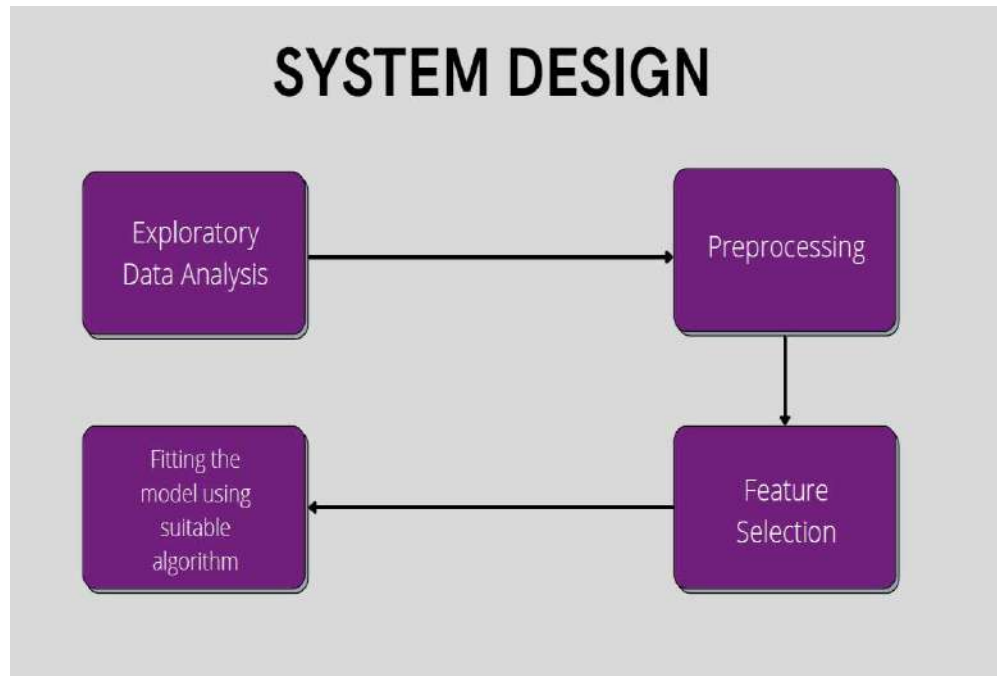 SYSTEM DESIGN
Exploratory
Data Analysis
Preprocessing
Feature
Selection
Fitting the
model using
suitable
algorithm